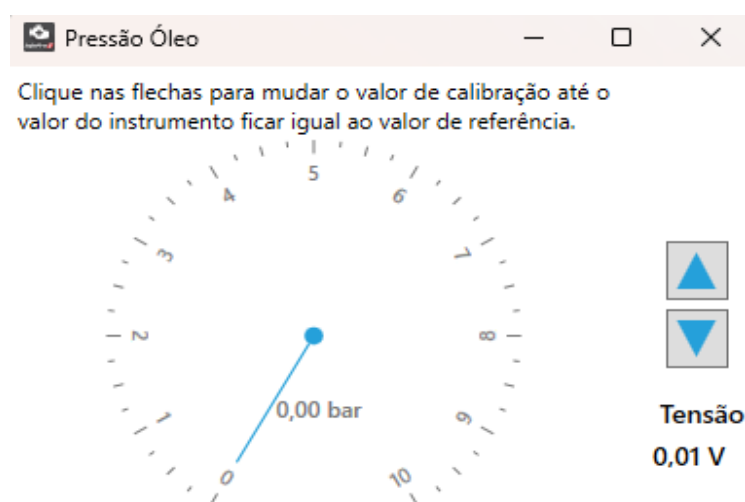 Pressão Óleo
Clique nas flechas para mudar o valor de calibração até o
valor do instrumento ficar igual ao valor de referência.
5
4
6
3
7
2
8
0,00 bar
1
9
Tensão
0,01 V
0
10